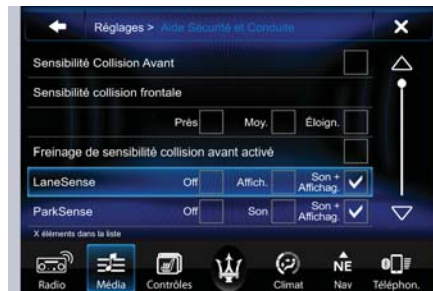 Réglages > Aide Sécurité et Conduite
Sensibilité Collision Avant
Sensibilité collision frontale
Près Moy. Éloign.
Freinage de sensibilité collision avant activé
LaneSense Off Affich. Son + Affichag.
ParkSense Off Son Son + Affichag.
X éléments dans la liste
Radio Média Contrôles Climat Nav Téléphon.
NE